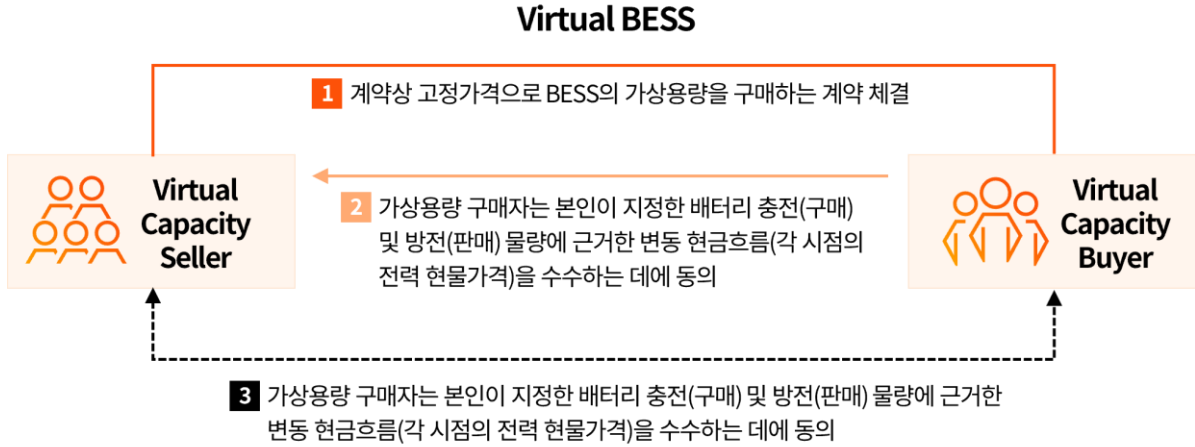 Virtual BESS
1 계약상 고정가격으로 BESS의 가상용량을 구매하는 계약 체결
Virtual
Capacity
Seller
2 가상용량 구매자는 본인이 지정한 배터리 충전(구매)
및 방전(판매) 물량에 근거한 변동 현금흐름(각 시점의
전력 현물가격)을 수수하는 데에 동의
Virtual
Capacity
Buyer
3 가상용량 구매자는 본인이 지정한 배터리 충전(구매) 및 방전(판매) 물량에 근거한
변동 현금흐름(각 시점의 전력 현물가격)을 수수하는 데에 동의